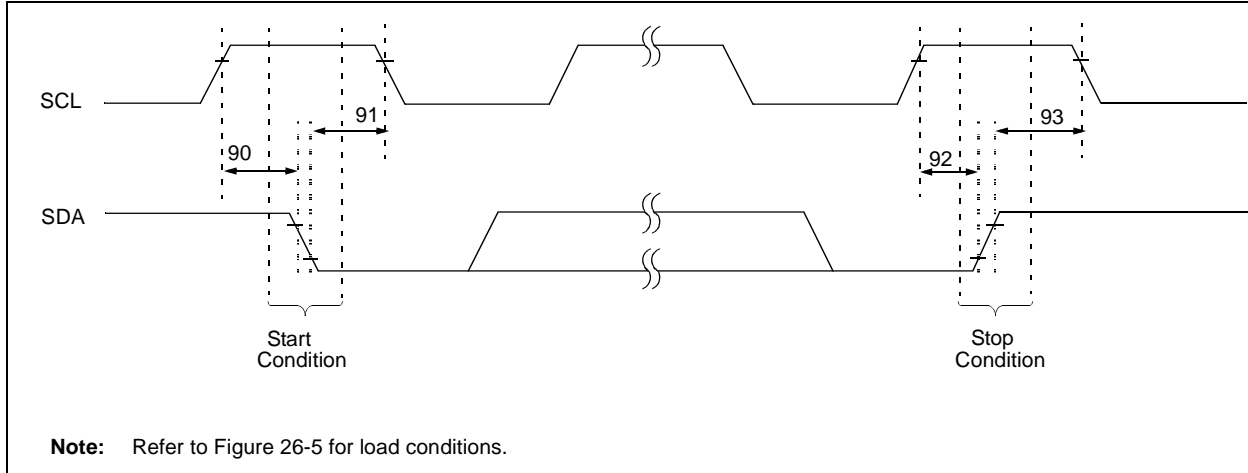 SCL
91
93
90
92
SDA
Start
Condition
Stop
Condition
Note: Refer to Figure 26-5 for load conditions.